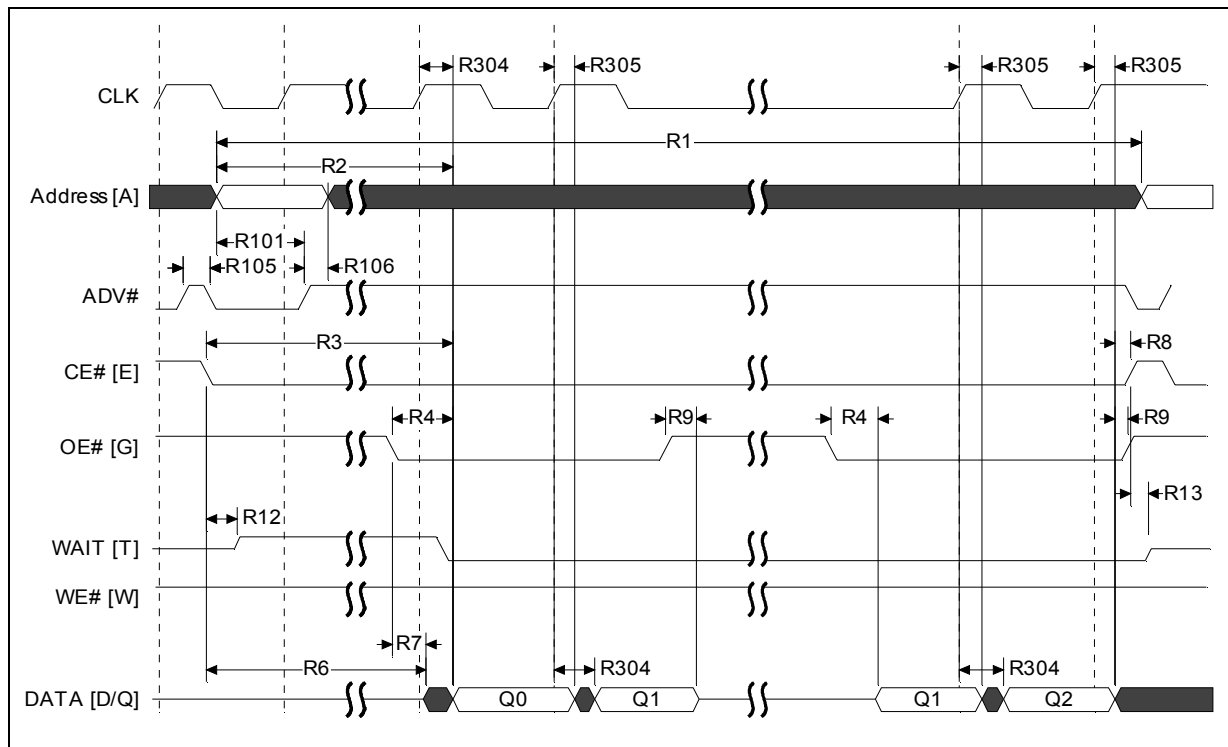 R304 R305 R305 R305
CLK
R1
R2
Address [A]
R101
R105 R106
ADV#
R3 R8
CE# [E]
R4 R9 R4 R9
OE# [G]
R13
R12
WAIT [T]
WE# [W]
R7
R6 R304 R304
DATA [D/Q] Q0 Q1 Q1 Q2